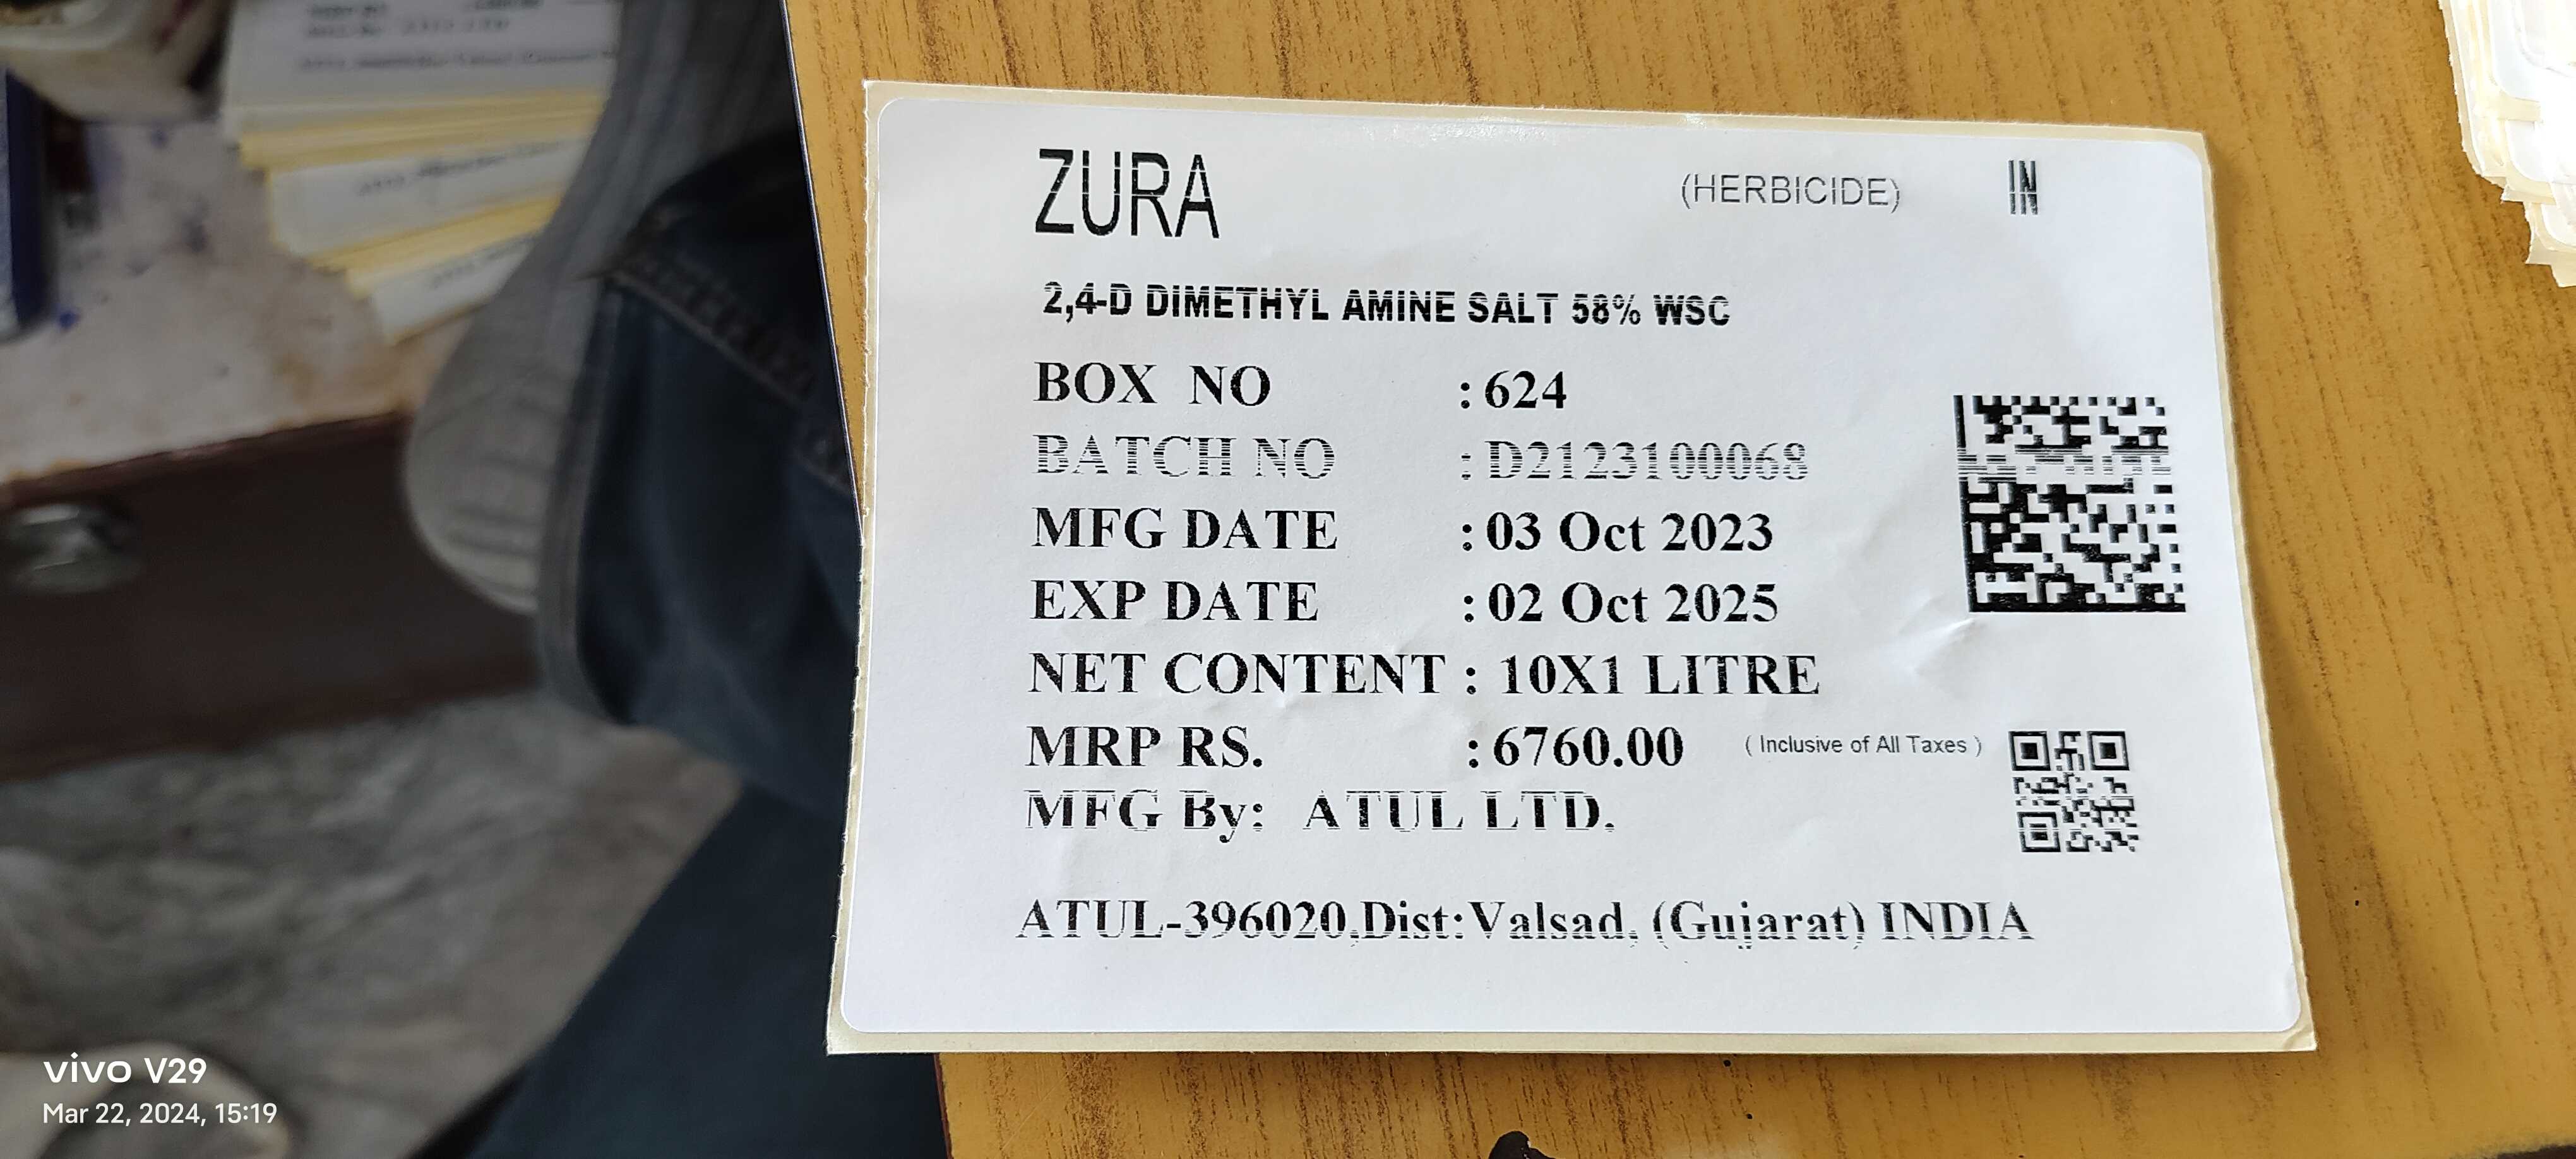 ZURA (HERBICIDE) IN
2,4-D DIMETHYL AMINE SALT 58% WSC
BOX NO : 624
BATCH NO : D2123100068
MFG DATE : 03 Oct 2023
EXP DATE : 02 Oct 2025
NET CONTENT : 10X1 LITRE
MRP RS. : 6760.00 ( Inclusive of All Taxes )
MFG By: ATUL LTD.
ATUL-396020,Dist:Valsad, (Gujarat) INDIA
vivo V29
Mar 22, 2024, 15:19